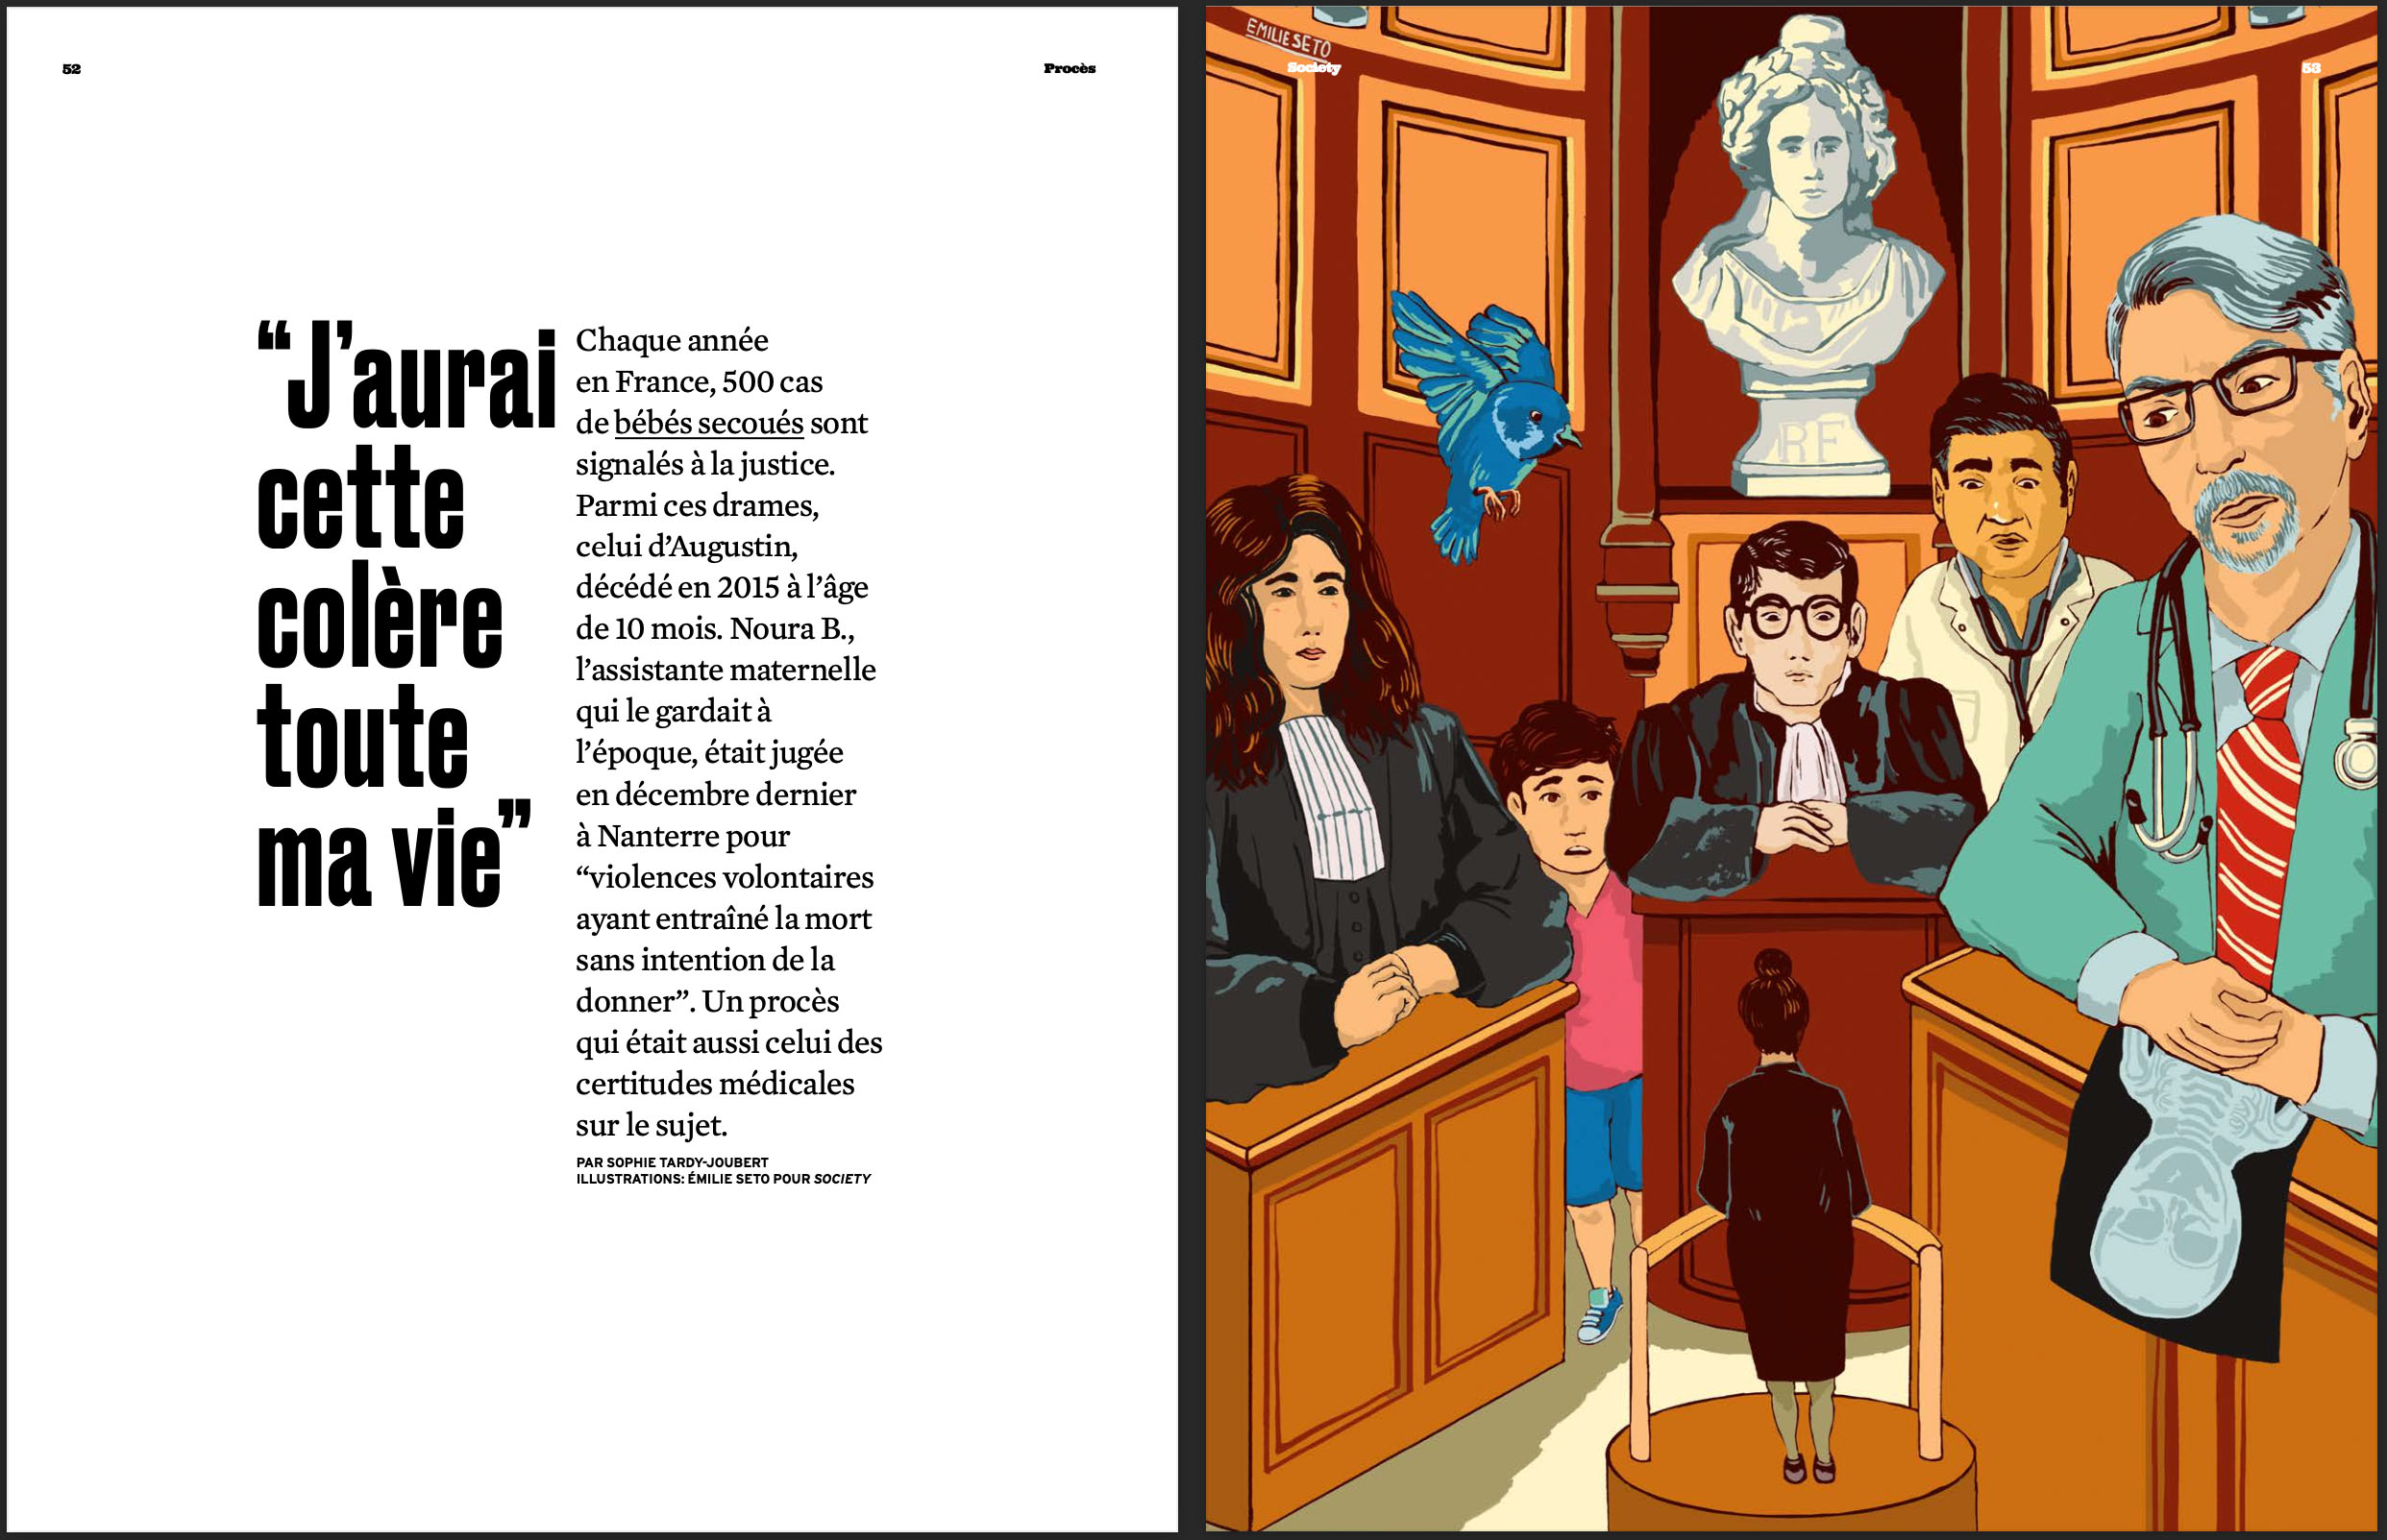 52
Procès
“J’aurai
cette
colère
toute
ma vie”
Chaque année
en France, 500 cas
de bébés secoués sont
signalés à la justice.
Parmi ces drames,
celui d’Augustin,
décédé en 2015 à l’âge
de 10 mois. Noura B.,
l’assistante maternelle
qui le gardait à
l’époque, était jugée
en décembre dernier
à Nanterre pour
“violences volontaires
ayant entraîné la mort
sans intention de la
donner”. Un procès
qui était aussi celui des
certitudes médicales
sur le sujet.
PAR SOPHIE TARDY-JOUBERT
ILLUSTRATIONS: ÉMILIE SETO POUR SOCIETY
EMILIE SETO
Society
53
RF